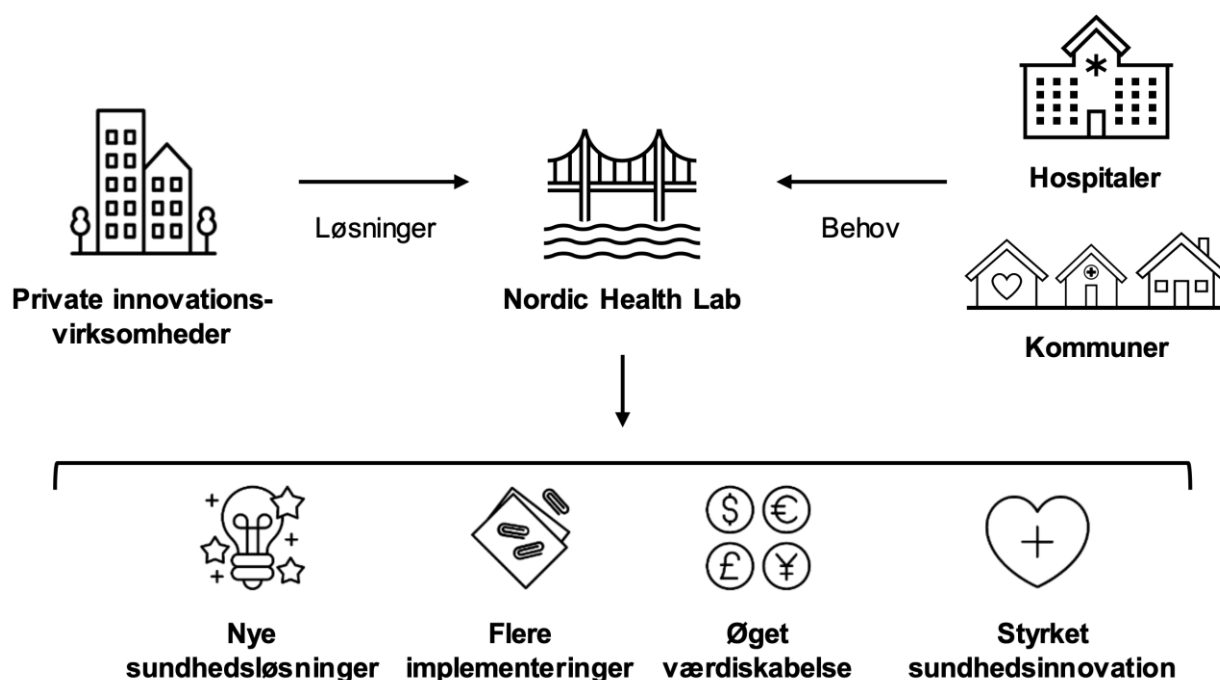 Hospitaler
Løsninger
Behov
Private innovations-
virksomheder
Nordic Health Lab
Kommuner
$ €
£ ¥
Nye
sundhedsløsninger
Flere
implementeringer
Øget
værdiskabelse
Styrket
sundhedsinnovation